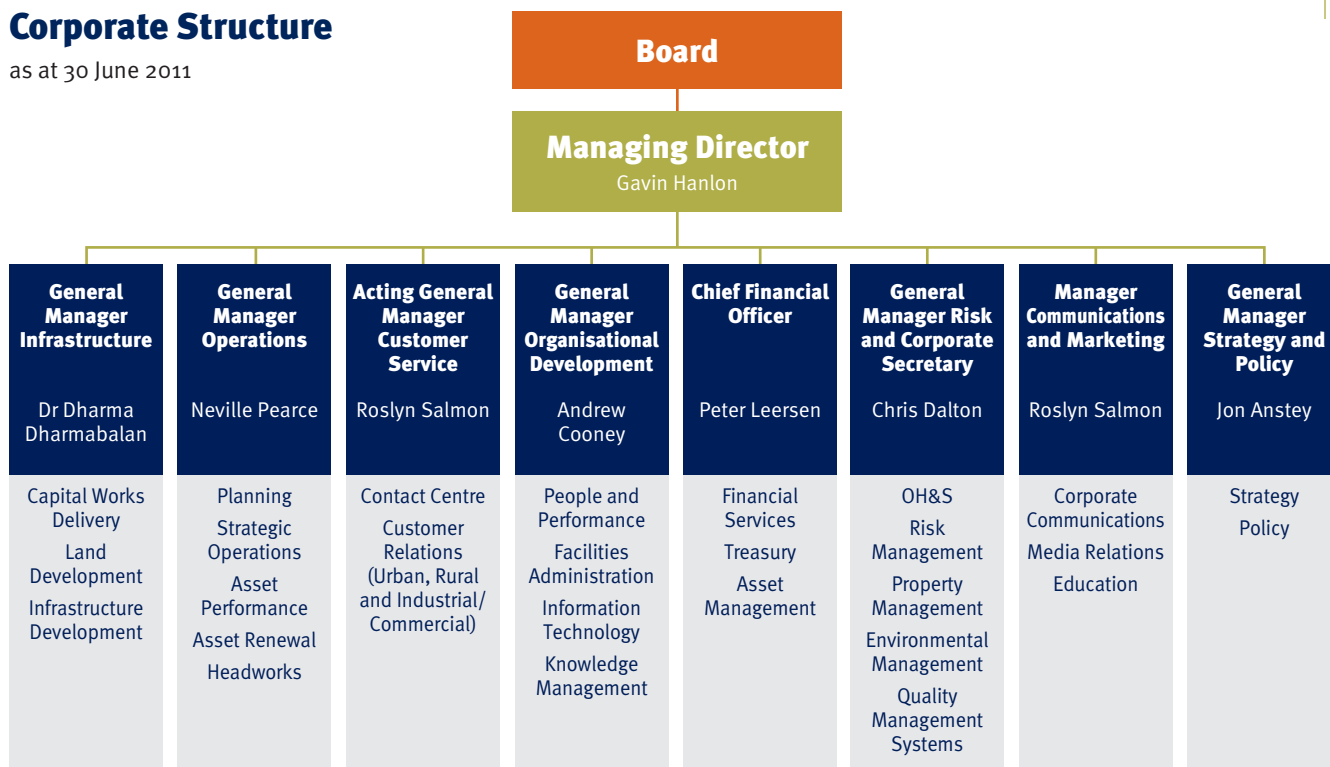 Corporate Structure
as at 30 June 2011
Board
Managing Director
Gavin Hanlon
General
Manager
Infrastructure
Dr Dharma
Dharmabalan
Capital Works
Delivery
Land
Development
Infrastructure
Development
General
Manager
Operations
Neville Pearce
Planning
Strategic
Operations
Asset
Performance
Asset Renewal
Headworks
Acting General
Manager
Customer
Service
Roslyn Salmon
Contact Centre
Customer
Relations
(Urban, Rural
and Industrial/
Commercial)
General
Manager
Organisational
Development
Andrew
Cooney
People and
Performance
Facilities
Administration
Information
Technology
Knowledge
Management
Chief Financial
Officer
Peter Leersen
Financial
Services
Treasury
Asset
Management
General
Manager Risk
and Corporate
Secretary
Chris Dalton
OH&S
Risk
Management
Property
Management
Environmental
Management
Quality
Management
Systems
Manager
Communications
and Marketing
Roslyn Salmon
Corporate
Communications
Media Relations
Education
General
Manager
Strategy and
Policy
Jon Anstey
Strategy
Policy